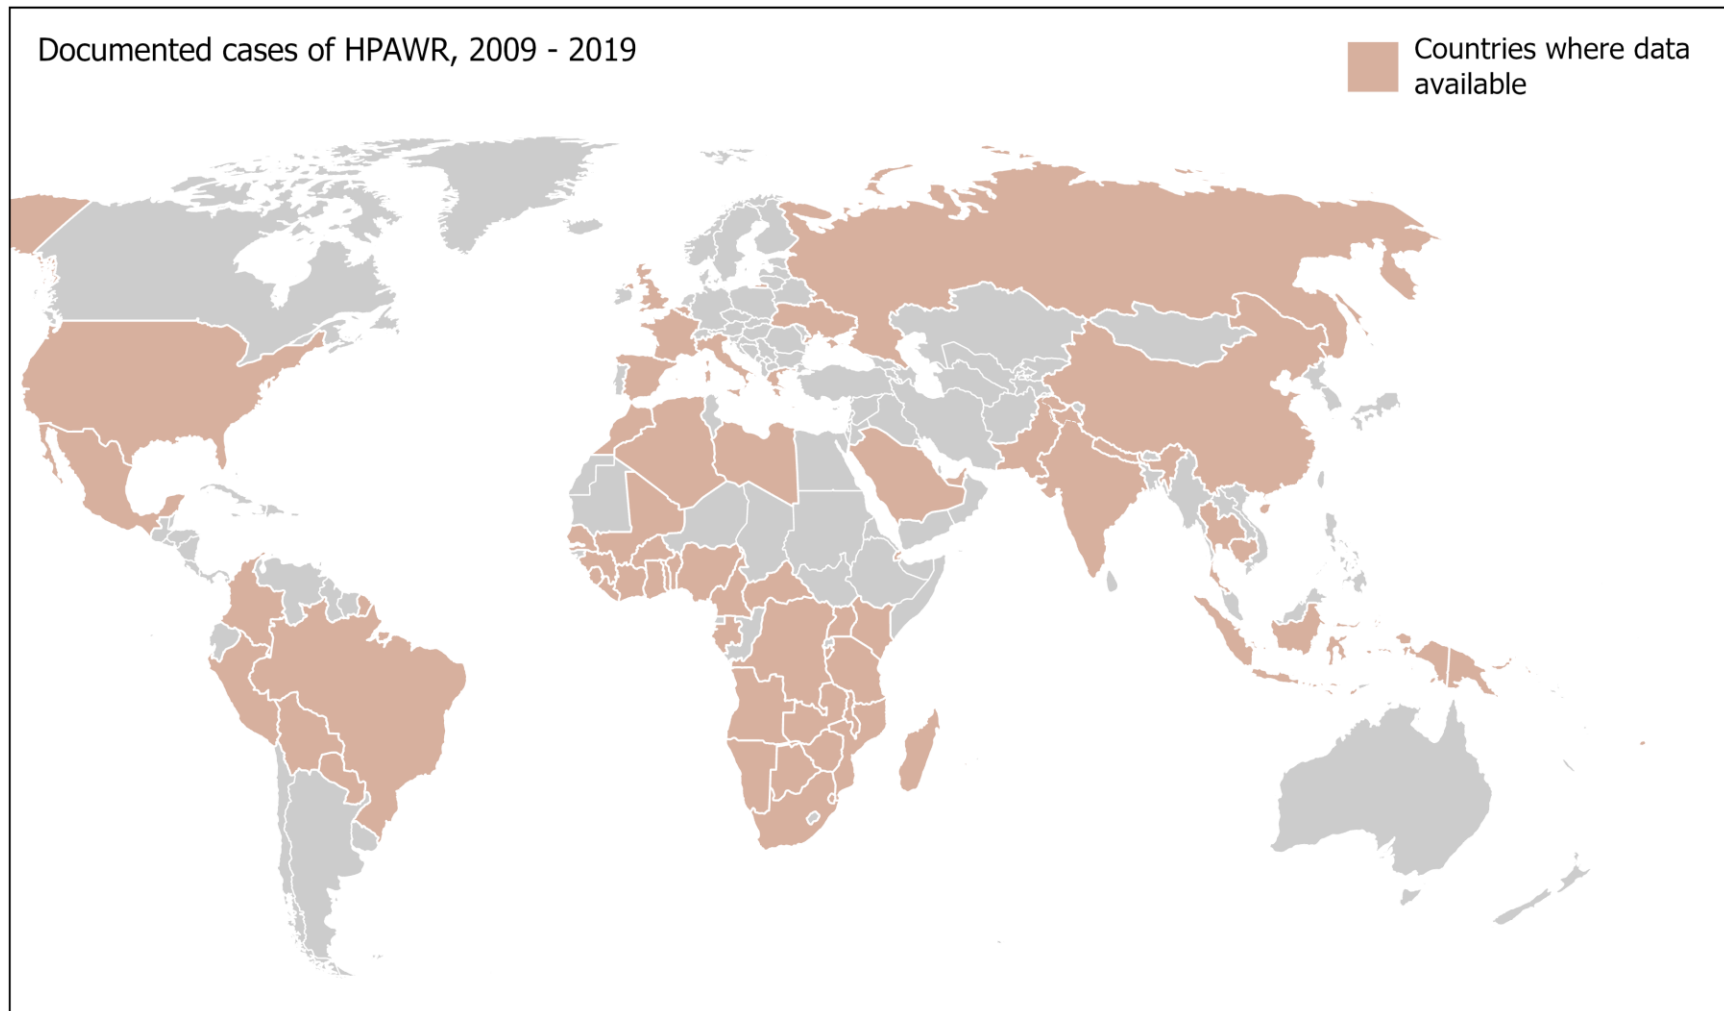 Documented cases of HPAWR, 2009 - 2019
Countries where data
available